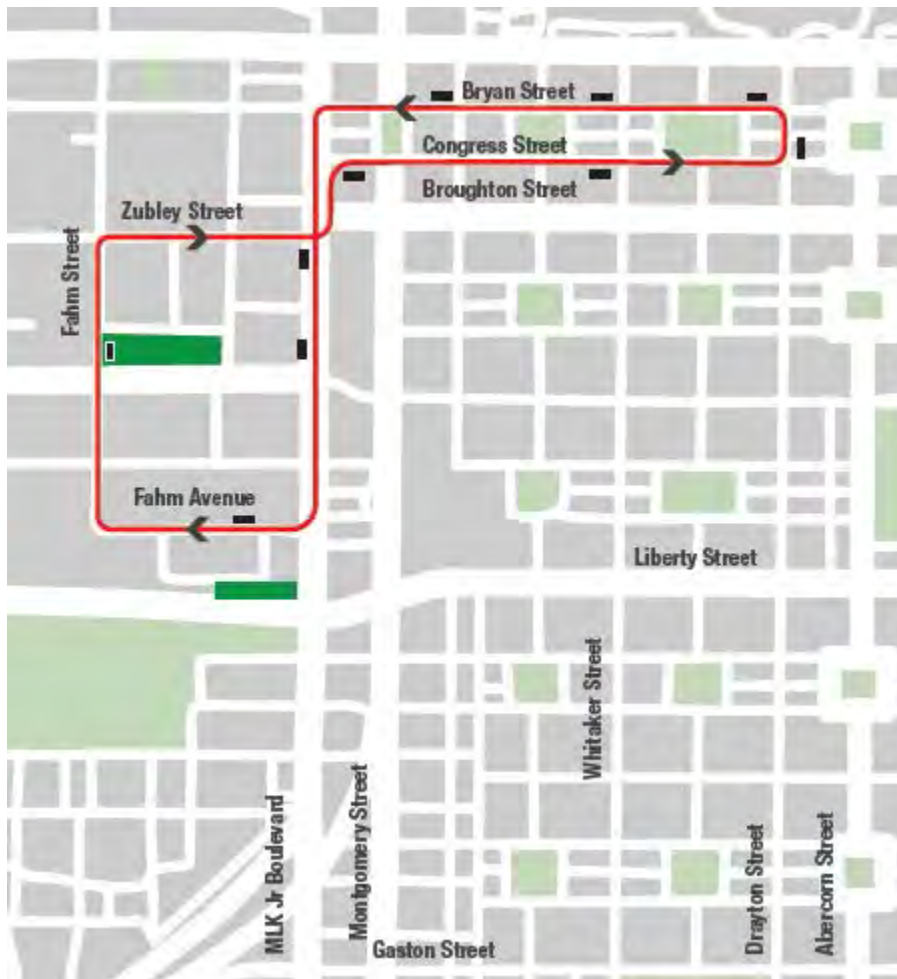 Bryan Street
Congress Street
Broughton Street
Zubley Street
Fahm Street
Fahm Avenue
Liberty Street
Whitaker Street
MLK Jr Boulevard
Montgomery Street
Drayton Street
Abercorn Street
Gaston Street